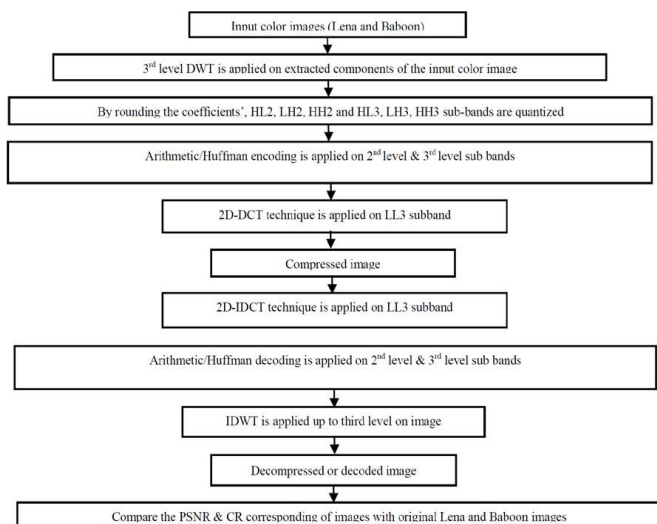 Input color images (Lena and Baboon)
3rd level DWT is applied on extracted components of the input color image
By rounding the coefficients', HL2, LH2, HH2 and HL3, LH3, HH3 sub-bands are quantized
Arithmetic/Huffman encoding is applied on 2nd level & 3rd level sub bands
2D-DCT technique is applied on LL3 subband
Compressed image
2D-IDCT technique is applied on LL3 subband
Arithmetic/Huffman decoding is applied on 2nd level & 3rd level sub bands
IDWT is applied up to third level on image
Decompressed or decoded image
Compare the PSNR & CR corresponding of images with original Lena and Baboon images